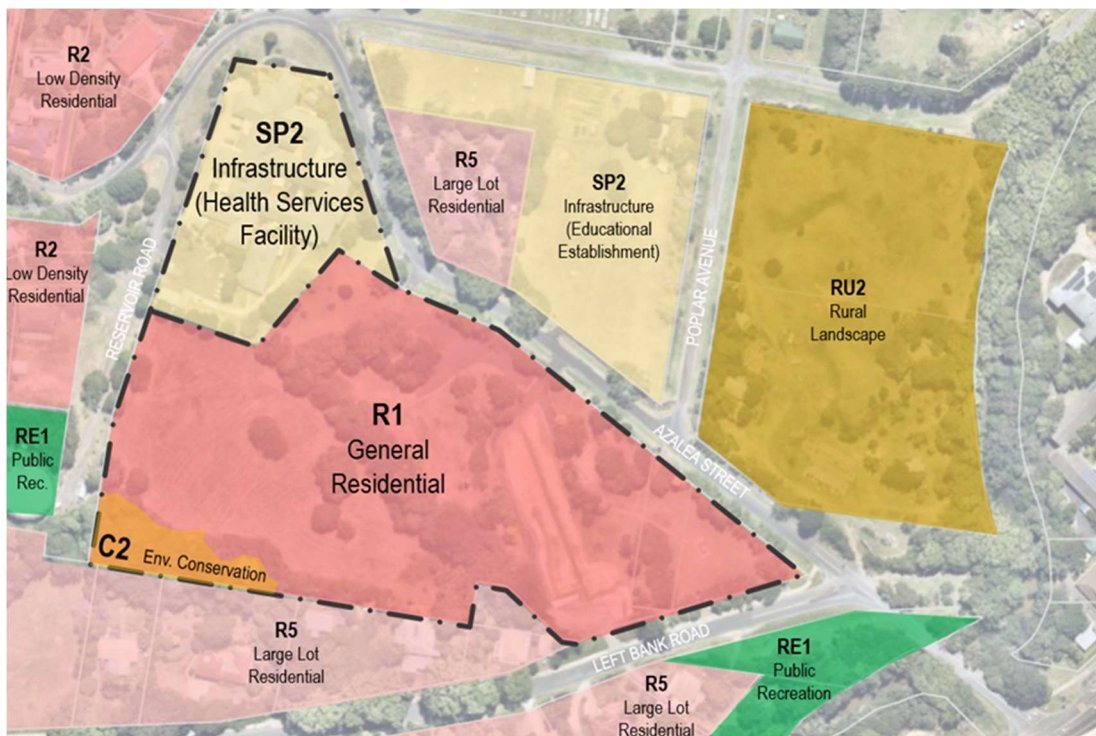 R2
Low Density
Residential
SP2
Infrastructure
(Health Services
Facility)
R5
Large Lot
Residential
SP2
Infrastructure
(Educational
Establishment)
RU2
Rural
Landscape
R2
Low Density
Residential
RESERVOIR ROAD
POPLAR AVENUE
R1
General
Residential
RE1
Public
Rec.
AZALEA STREET
C2
Env. Conservation
R5
Large Lot
Residential
LEFT BANK ROAD
RE1
Public
Recreation
R5
Large Lot
Residential